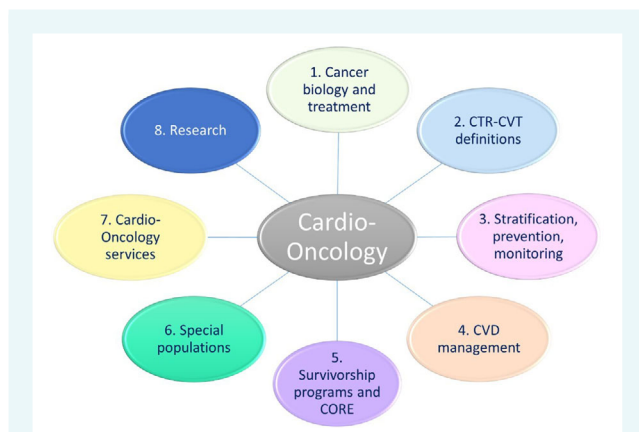 1. Cancer
biology and
treatment
2. CTR-CVT
definitions
3. Stratification,
prevention,
monitoring
4. CVD
management
5.
Survivorship
programs and
CORE
6. Special
populations
7. Cardio-
Oncology
services
8. Research
Cardio-
Oncology